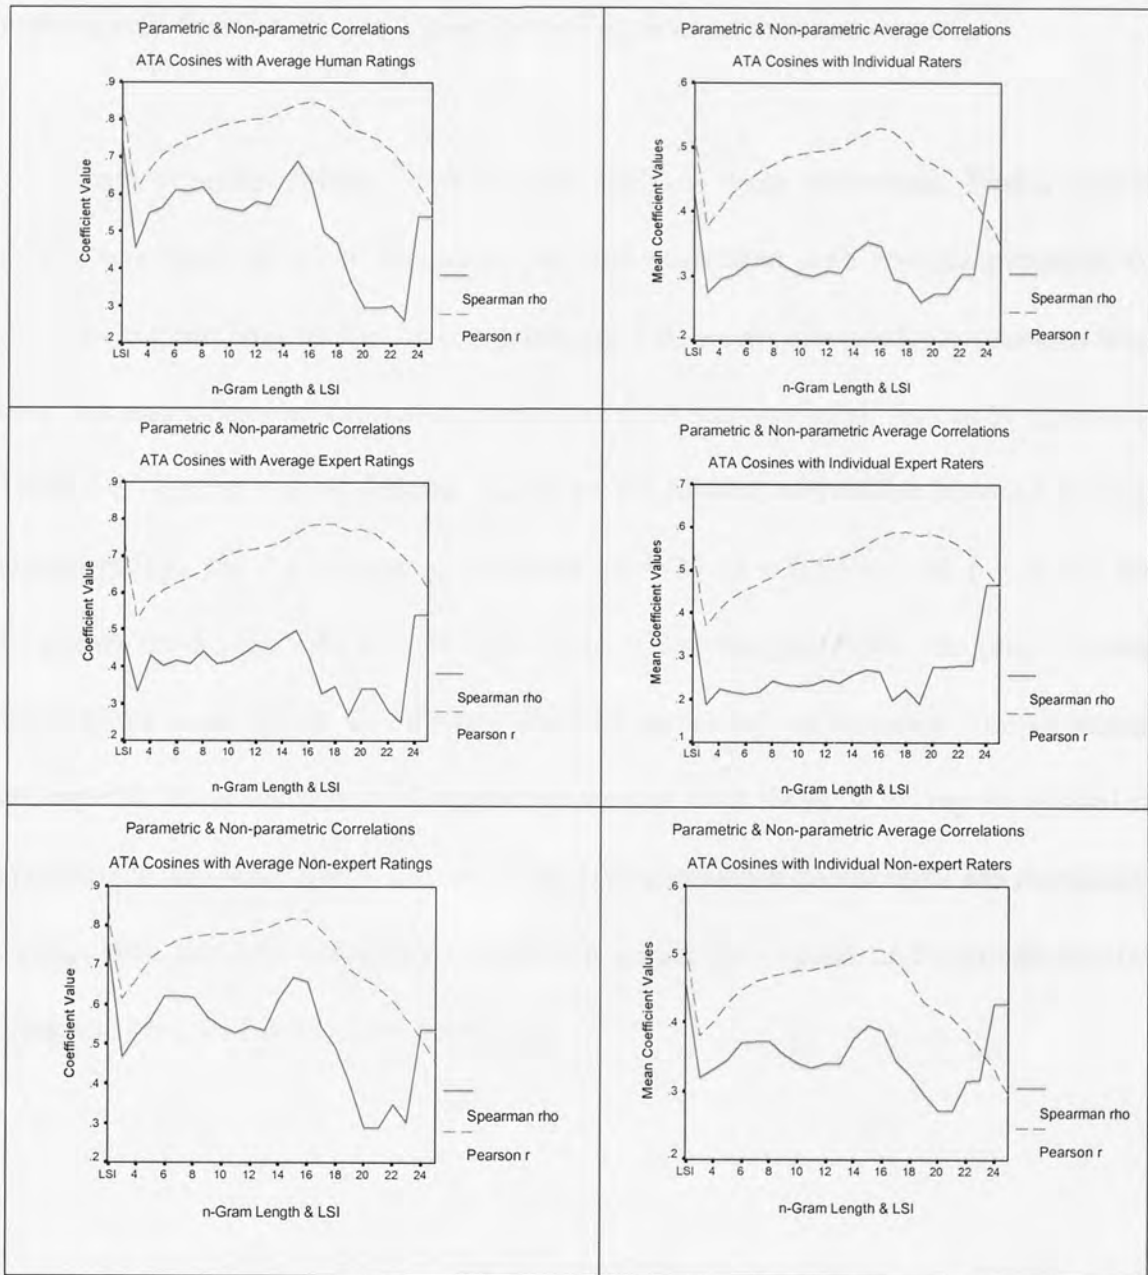 Parametric & Non-parametric Correlations
ATA Cosines with Average Human Ratings
.9
.8
.7
.6
.5
.4
.3
.2
Coefficient Value
LSI 4 6 8 10 12 14 16 18 20 22 24
n-Gram Length & LSI
Spearman rho
Pearson r
Parametric & Non-parametric Average Correlations
ATA Cosines with Individual Raters
.6
.5
.4
.3
.2
Mean Coefficient Values
LSI 4 6 8 10 12 14 16 18 20 22 24
n-Gram Length & LSI
Spearman rho
Pearson r
Parametric & Non-parametric Correlations
ATA Cosines with Average Expert Ratings
.9
.8
.7
.6
.5
.4
.3
.2
Coefficient Value
LSI 4 6 8 10 12 14 16 18 20 22 24
n-Gram Length & LSI
Spearman rho
Pearson r
Parametric & Non-parametric Average Correlations
ATA Cosines with Individual Expert Raters
.7
.6
.5
.4
.3
.2
.1
Mean Coefficient Values
LSI 4 6 8 10 12 14 16 18 20 22 24
n-Gram Length & LSI
Spearman rho
Pearson r
Parametric & Non-parametric Correlations
ATA Cosines with Average Non-expert Ratings
.9
.8
.7
.6
.5
.4
.3
.2
Coefficient Value
LSI 4 6 8 10 12 14 16 18 20 22 24
n-Gram Length & LSI
Spearman rho
Pearson r
Parametric & Non-parametric Average Correlations
ATA Cosines with Individual Non-expert Raters
.6
.5
.4
.3
.2
Mean Coefficient Values
LSI 4 6 8 10 12 14 16 18 20 22 24
n-Gram Length & LSI
Spearman rho
Pearson r